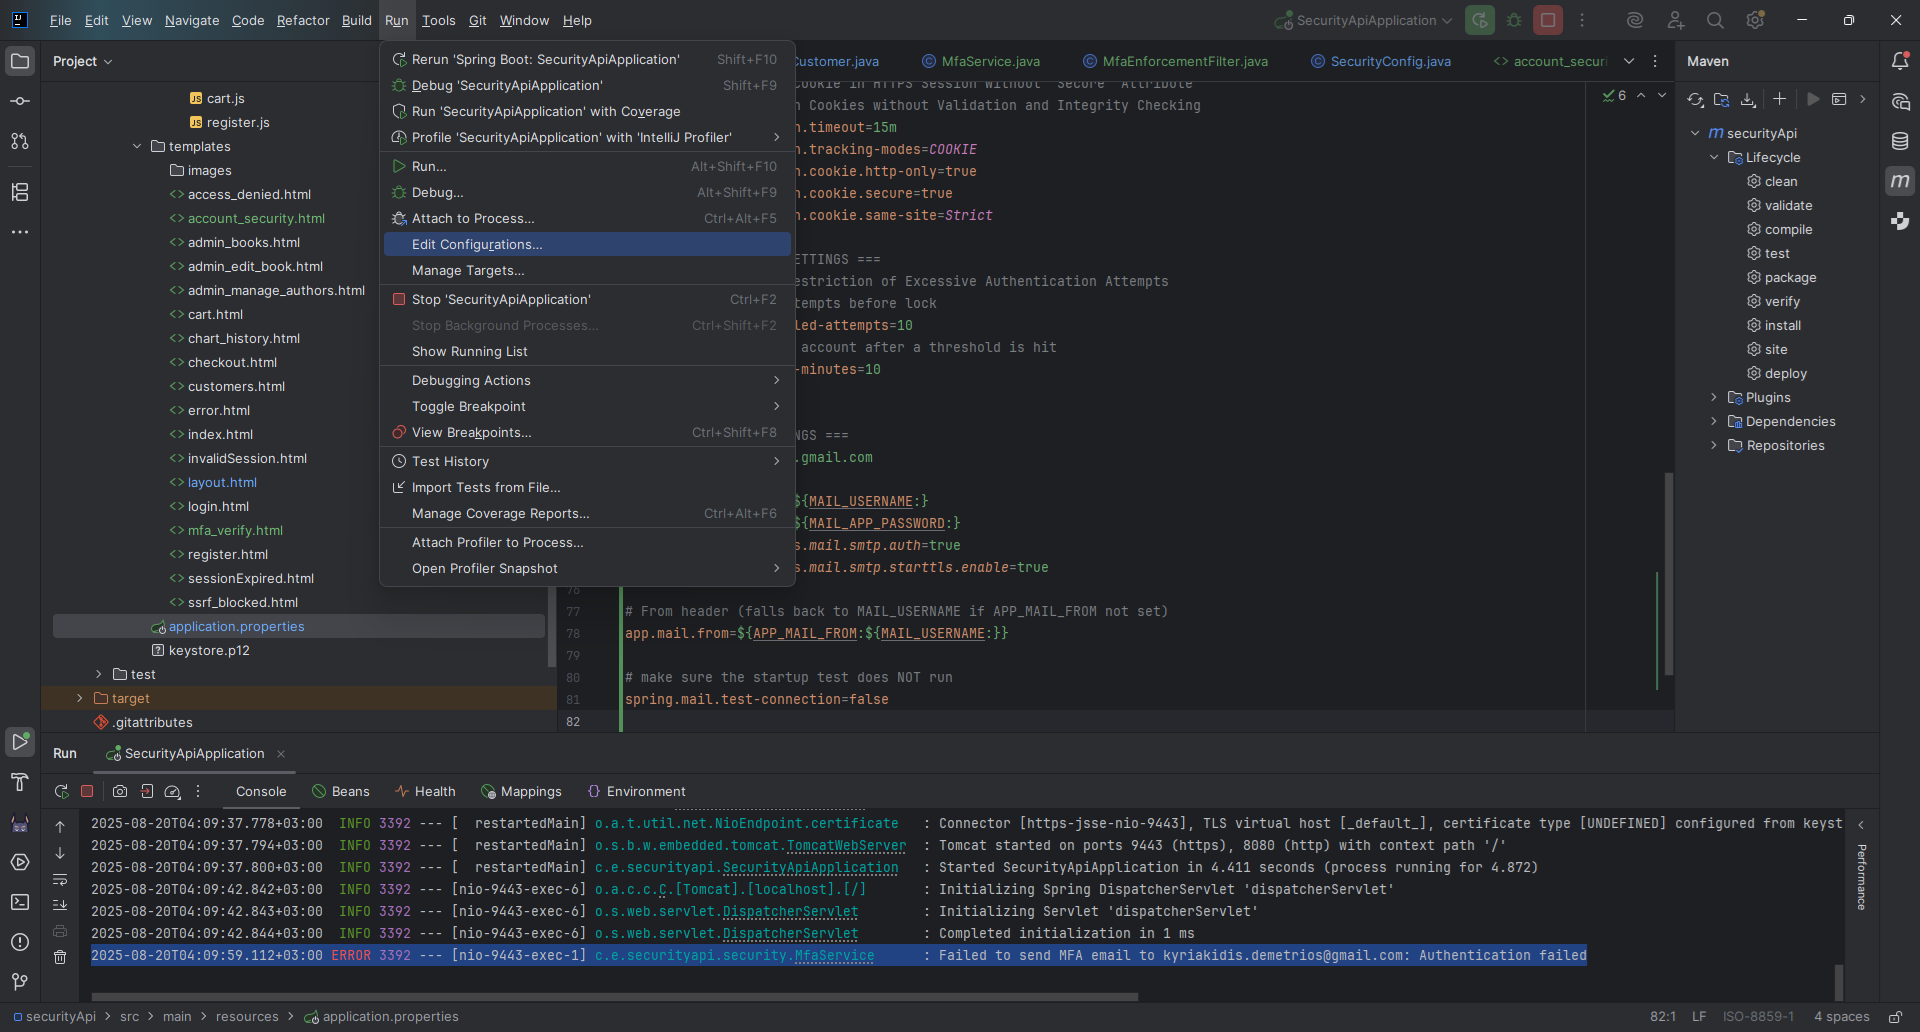 File Edit View Navigate Code Refactor Build Run Tools Git Window Help
SecurityApiApplication
Project
Customer.java MfaService.java MfaEnforcementFilter.java SecurityConfig.java account_securi
Maven
cart.js
register.js
templates
images
access_denied.html
account_security.html
admin_books.html
admin_edit_book.html
admin_manage_authors.html
cart.html
chart_history.html
checkout.html
customers.html
error.html
index.html
invalidSession.html
layout.html
login.html
mfa_verify.html
register.html
sessionExpired.html
ssrf_blocked.html
application.properties
keystore.p12
test
target
.gitattributes
Rerun 'Spring Boot: SecurityApiApplication' Shift+F10
Debug 'SecurityApiApplication' Shift+F9
Run 'SecurityApiApplication' with Coverage
Profile 'SecurityApiApplication' with 'IntelliJ Profiler'
Run... Alt+Shift+F10
Debug... Alt+Shift+F9
Attach to Process... Ctrl+Alt+F5
Edit Configurations...
Manage Targets...
Stop 'SecurityApiApplication' Ctrl+F2
Stop Background Processes... Ctrl+Shift+F2
Show Running List
Debugging Actions
Toggle Breakpoint
View Breakpoints... Ctrl+Shift+F8
Test History
Import Tests from File...
Manage Coverage Reports... Ctrl+Alt+F6
Attach Profiler to Process...
Open Profiler Snapshot
Cookie in HTTPS Session Without 'Secure' Attribute
n Cookies without Validation and Integrity Checking
n.timeout=15m
n.tracking-modes=COOKIE
n.cookie.http-only=true
n.cookie.secure=true
n.cookie.same-site=Strict
ETTINGS ===
estriction of Excessive Authentication Attempts
tempts before lock
led-attempts=10
account after a threshold is hit
-minutes=10
NGS ===
.gmail.com
${MAIL_USERNAME:}
${MAIL_APP_PASSWORD:}
s.mail.smtp.auth=true
s.mail.smtp.starttls.enable=true
76
77 # From header (falls back to MAIL_USERNAME if APP_MAIL_FROM not set)
78 app.mail.from=${APP_MAIL_FROM:${MAIL_USERNAME:}}
79
80 # make sure the startup test does NOT run
81 spring.mail.test-connection=false
82
6
securityApi
Lifecycle
clean
validate
compile
test
package
verify
install
site
deploy
Plugins
Dependencies
Repositories
Run SecurityApiApplication
Console Beans Health Mappings Environment
2025-08-20T04:09:37.778+03:00 INFO 3392 --- [ restartedMain] o.a.t.util.net.NioEndpoint.certificate : Connector [https-jsse-nio-9443], TLS virtual host [_default_], certificate type [UNDEFINED] configured from keyst
2025-08-20T04:09:37.794+03:00 INFO 3392 --- [ restartedMain] o.s.b.w.embedded.tomcat.TomcatWebServer : Tomcat started on ports 9443 (https), 8080 (http) with context path '/'
2025-08-20T04:09:37.800+03:00 INFO 3392 --- [ restartedMain] c.e.securityapi.SecurityApiApplication : Started SecurityApiApplication in 4.411 seconds (process running for 4.872)
2025-08-20T04:09:42.842+03:00 INFO 3392 --- [nio-9443-exec-6] o.a.c.c.C.[Tomcat].[localhost].[/] : Initializing Spring DispatcherServlet 'dispatcherServlet'
2025-08-20T04:09:42.843+03:00 INFO 3392 --- [nio-9443-exec-6] o.s.web.servlet.DispatcherServlet : Initializing Servlet 'dispatcherServlet'
2025-08-20T04:09:42.844+03:00 INFO 3392 --- [nio-9443-exec-6] o.s.web.servlet.DispatcherServlet : Completed initialization in 1 ms
2025-08-20T04:09:59.112+03:00 ERROR 3392 --- [nio-9443-exec-1] c.e.securityapi.security.MfaService : Failed to send MFA email to kyriakidis.demetrios@gmail.com: Authentication failed
Performance
securityApi > src > main > resources > application.properties
82:1 LF ISO-8859-1 4 spaces